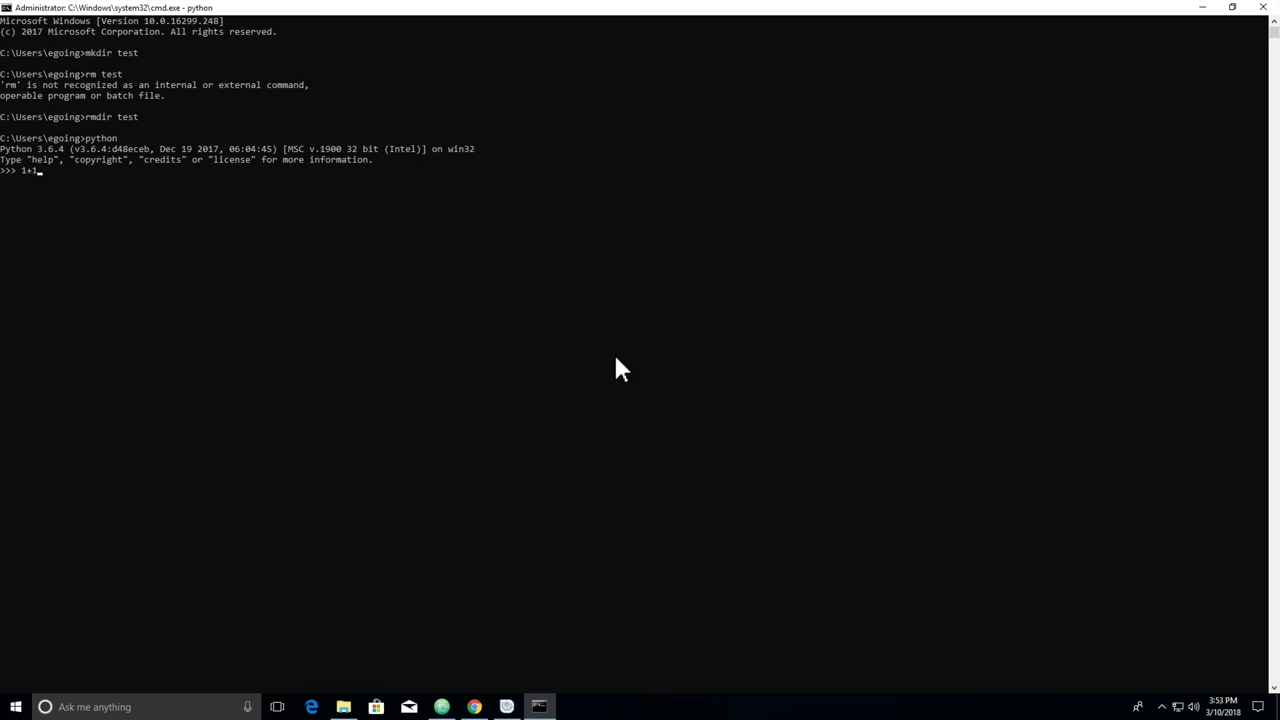 Administrator: C:\Windows\system32\cmd.exe - python
Microsoft Windows [Version 10.0.16299.248]
(c) 2017 Microsoft Corporation. All rights reserved.
C:\Users\egoing>mkdir test
C:\Users\egoing>rm test
'rm' is not recognized as an internal or external command,
operable program or batch file.
C:\Users\egoing>rmdir test
C:\Users\egoing>python
Python 3.6.4 (v3.6.4:d48eceb, Dec 19 2017, 06:04:45) [MSC v.1900 32 bit (Intel)] on win32
Type "help", "copyright", "credits" or "license" for more information.
>>> 1+1
Ask me anything
3:53 PM
3/10/2018